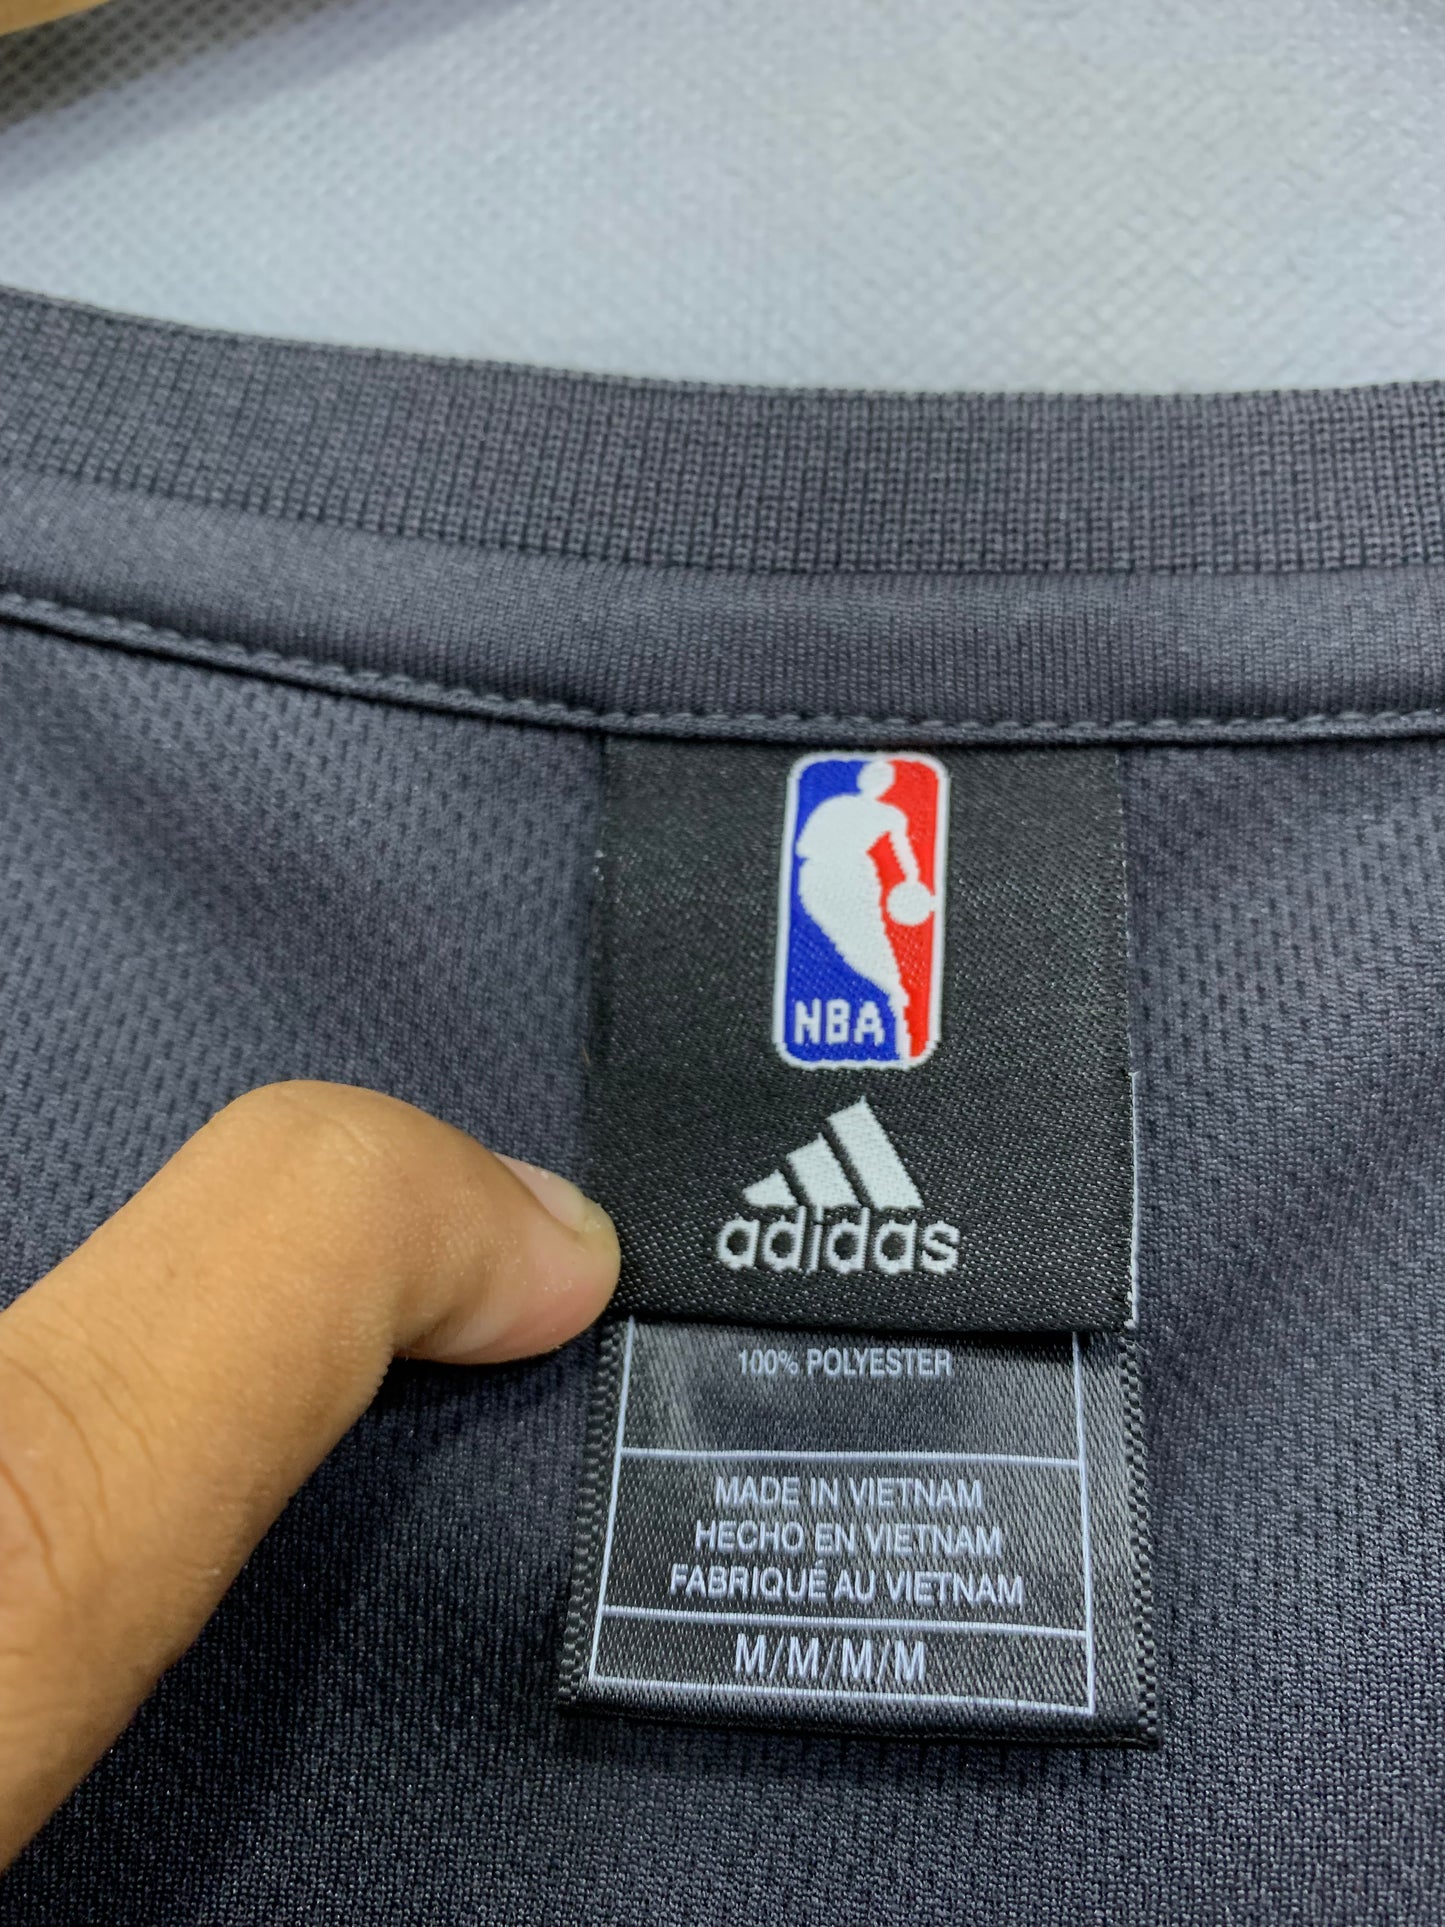 NBA
adidas
100% POLYESTER
MADE IN VIETNAM
HECHO EN VIETNAM
FABRIQUÉ AU VIETNAM
M/M/M/M